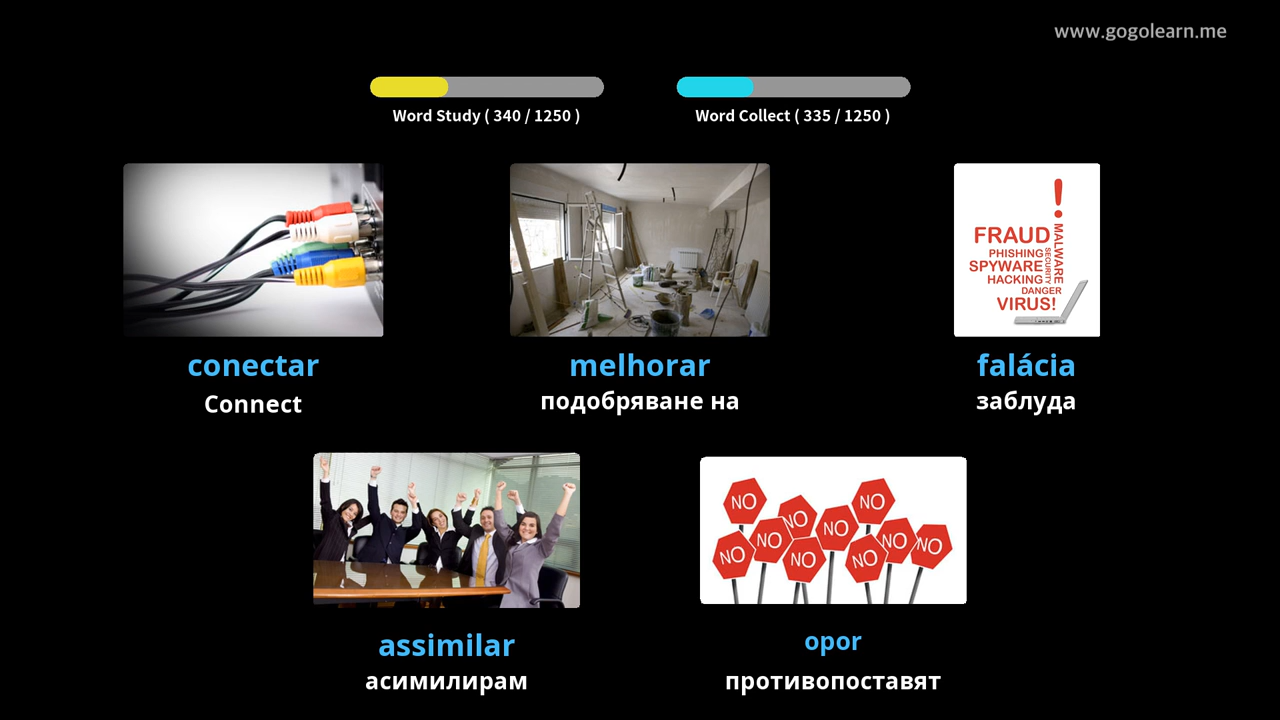 www.gogolearn.me
Word Study ( 340 / 1250 )
Word Collect ( 335 / 1250 )
!
FRAUD
PHISHING
SPYWARE
HACKING
DANGER
VIRUS!
MALWARE
SECURITY
conectar
Connect
melhorar
подобряване на
falácia
заблуда
NO
NO
NO
NO
NO
NO
NO
NO
NO
NO
assimilar
асимилирам
opor
противопоставят